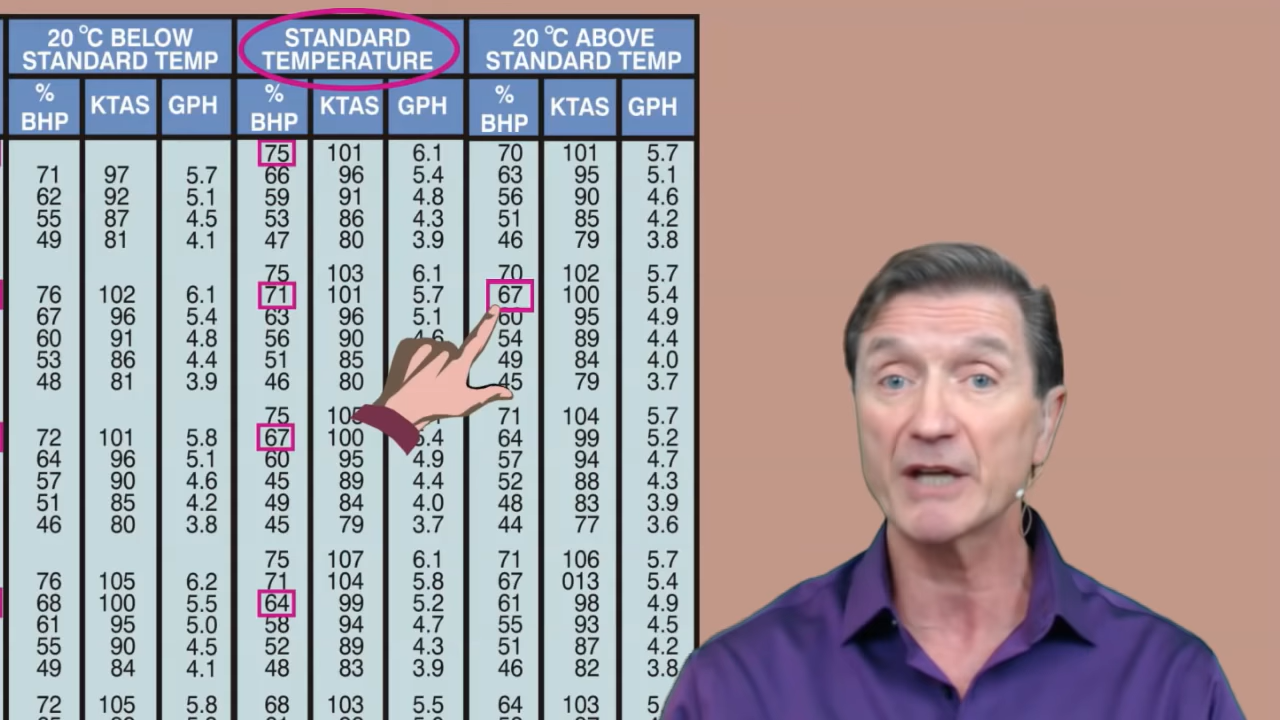 20 °C BELOW STANDARD TEMP
STANDARD TEMPERATURE
20 °C ABOVE STANDARD TEMP
% BHP KTAS GPH % BHP KTAS GPH % BHP KTAS GPH
75 101 6.1 70 101 5.7
71 97 5.7 66 96 5.4 63 95 5.1
62 92 5.1 59 91 4.8 56 90 4.6
55 87 4.5 53 86 4.3 51 85 4.2
49 81 4.1 47 80 3.9 46 79 3.8
75 103 6.1 70 102 5.7
76 102 6.1 71 101 5.7 67 100 5.4
67 96 5.4 63 96 5.1 60 95 4.9
60 91 4.8 56 90 54 89 4.4
53 86 4.4 51 85 49 84 4.0
48 81 3.9 46 80 45 79 3.7
75 71 104 5.7
72 101 5.8 67 100 5.4 64 99 5.2
64 96 5.1 60 95 4.9 57 94 4.7
57 90 4.6 45 89 4.4 52 88 4.3
51 85 4.2 49 84 4.0 48 83 3.9
46 80 3.8 45 79 3.7 44 77 3.6
75 107 6.1 71 106 5.7
76 105 6.2 71 104 5.8 67 013 5.4
68 100 5.5 64 99 5.2 61 98 4.9
61 95 5.0 58 94 4.7 55 93 4.5
55 90 4.5 52 89 4.3 51 87 4.2
49 84 4.1 48 83 3.9 46 82 3.8
72 105 5.8 68 103 5.5 64 103